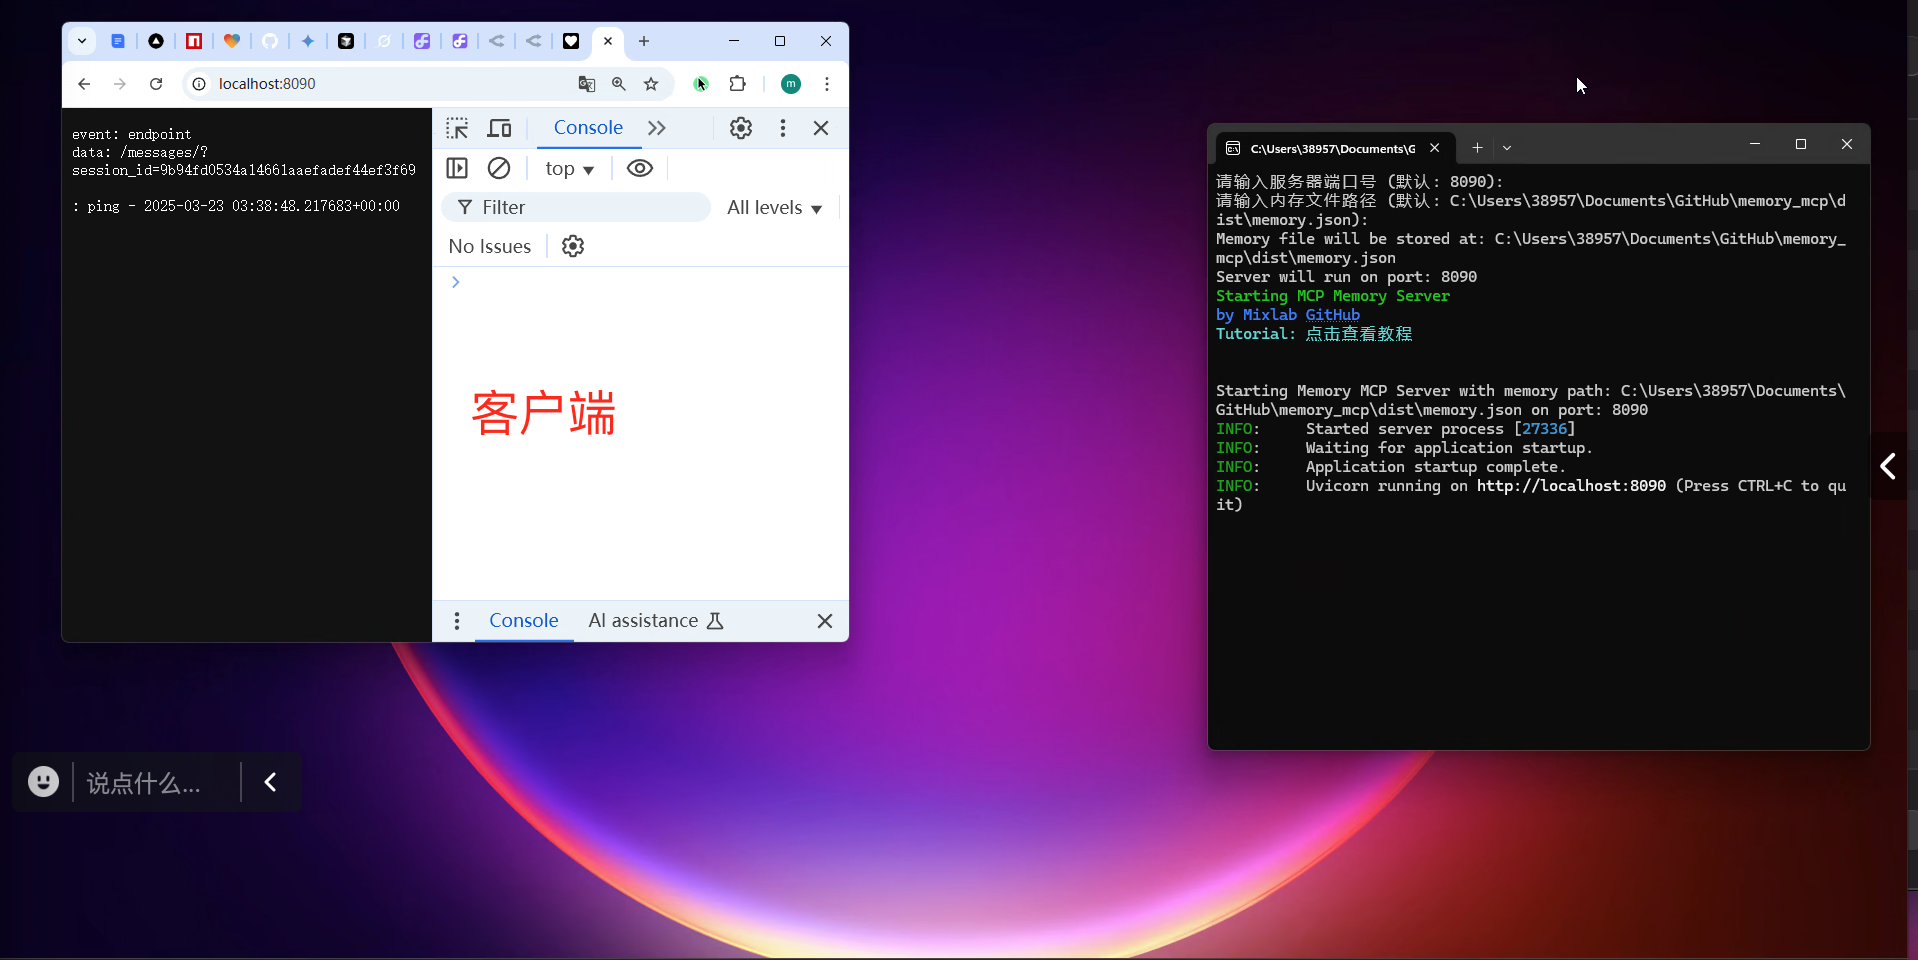 localhost:8090
m
event: endpoint
data: /messages/?
session_id=9b94fd0534a14661aaefadef44ef3f69
: ping - 2025-03-23 03:38:48.217683+00:00
Console
top
Filter
All levels
No Issues
客户端
Console
AI assistance
说点什么...
C:\Users\38957\Documents\G
请输入服务器端口号 (默认: 8090):
请输入内存文件路径 (默认: C:\Users\38957\Documents\GitHub\memory_mcp\d
ist\memory.json):
Memory file will be stored at: C:\Users\38957\Documents\GitHub\memory_
mcp\dist\memory.json
Server will run on port: 8090
Starting MCP Memory Server
by Mixlab GitHub
Tutorial: 点击查看教程
Starting Memory MCP Server with memory path: C:\Users\38957\Documents\
GitHub\memory_mcp\dist\memory.json on port: 8090
INFO: Started server process [27336]
INFO: Waiting for application startup.
INFO: Application startup complete.
INFO: Uvicorn running on http://localhost:8090 (Press CTRL+C to qu
it)